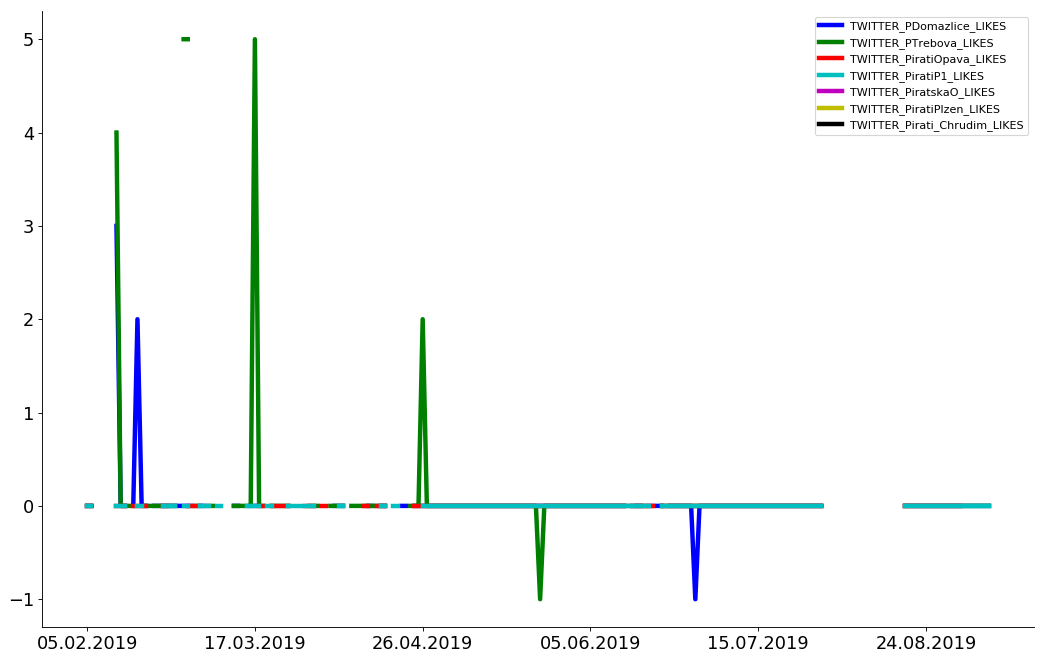 TWITTER_PDomazlice_LIKES
TWITTER_PTrebova_LIKES
TWITTER_PiratiOpava_LIKES
TWITTER_PiratiP1_LIKES
TWITTER_PiratskaO_LIKES
TWITTER_PiratiPlzen_LIKES
TWITTER_Pirati_Chrudim_LIKES
5
4
3
2
1
0
−1
05.02.2019 17.03.2019 26.04.2019 05.06.2019 15.07.2019 24.08.2019